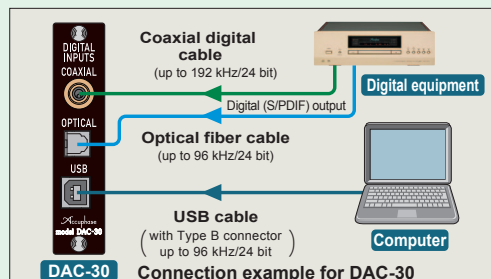 DIGITAL
INPUTS
COAXIAL
OPTICAL
USB
Accuphase
model DAC-30
DAC-30
Coaxial digital
cable
(up to 192 kHz/24 bit)
Digital (S/PDIF) output
Digital equipment
Optical fiber cable
(up to 96 kHz/24 bit)
USB cable
(with Type B connector
up to 96 kHz/24 bit)
Computer
Connection example for DAC-30